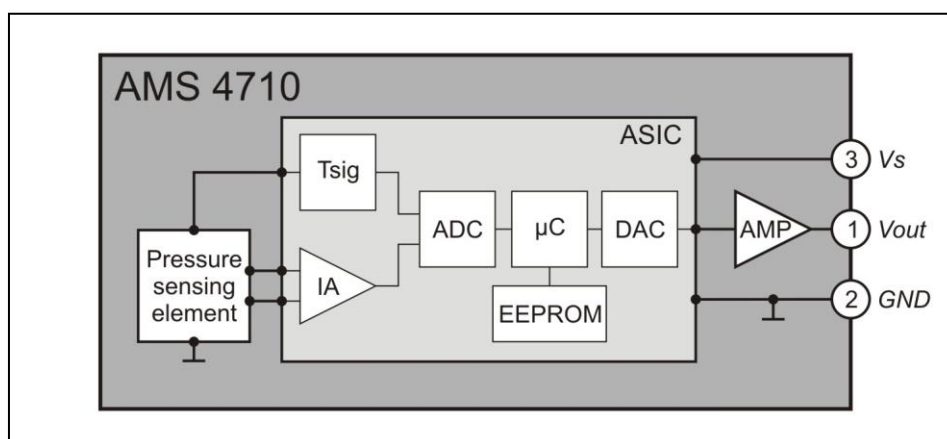 AMS 4710
ASIC
Tsig
3 Vs
ADC
µC
DAC
AMP
1 Vout
Pressure
sensing
element
IA
EEPROM
2 GND